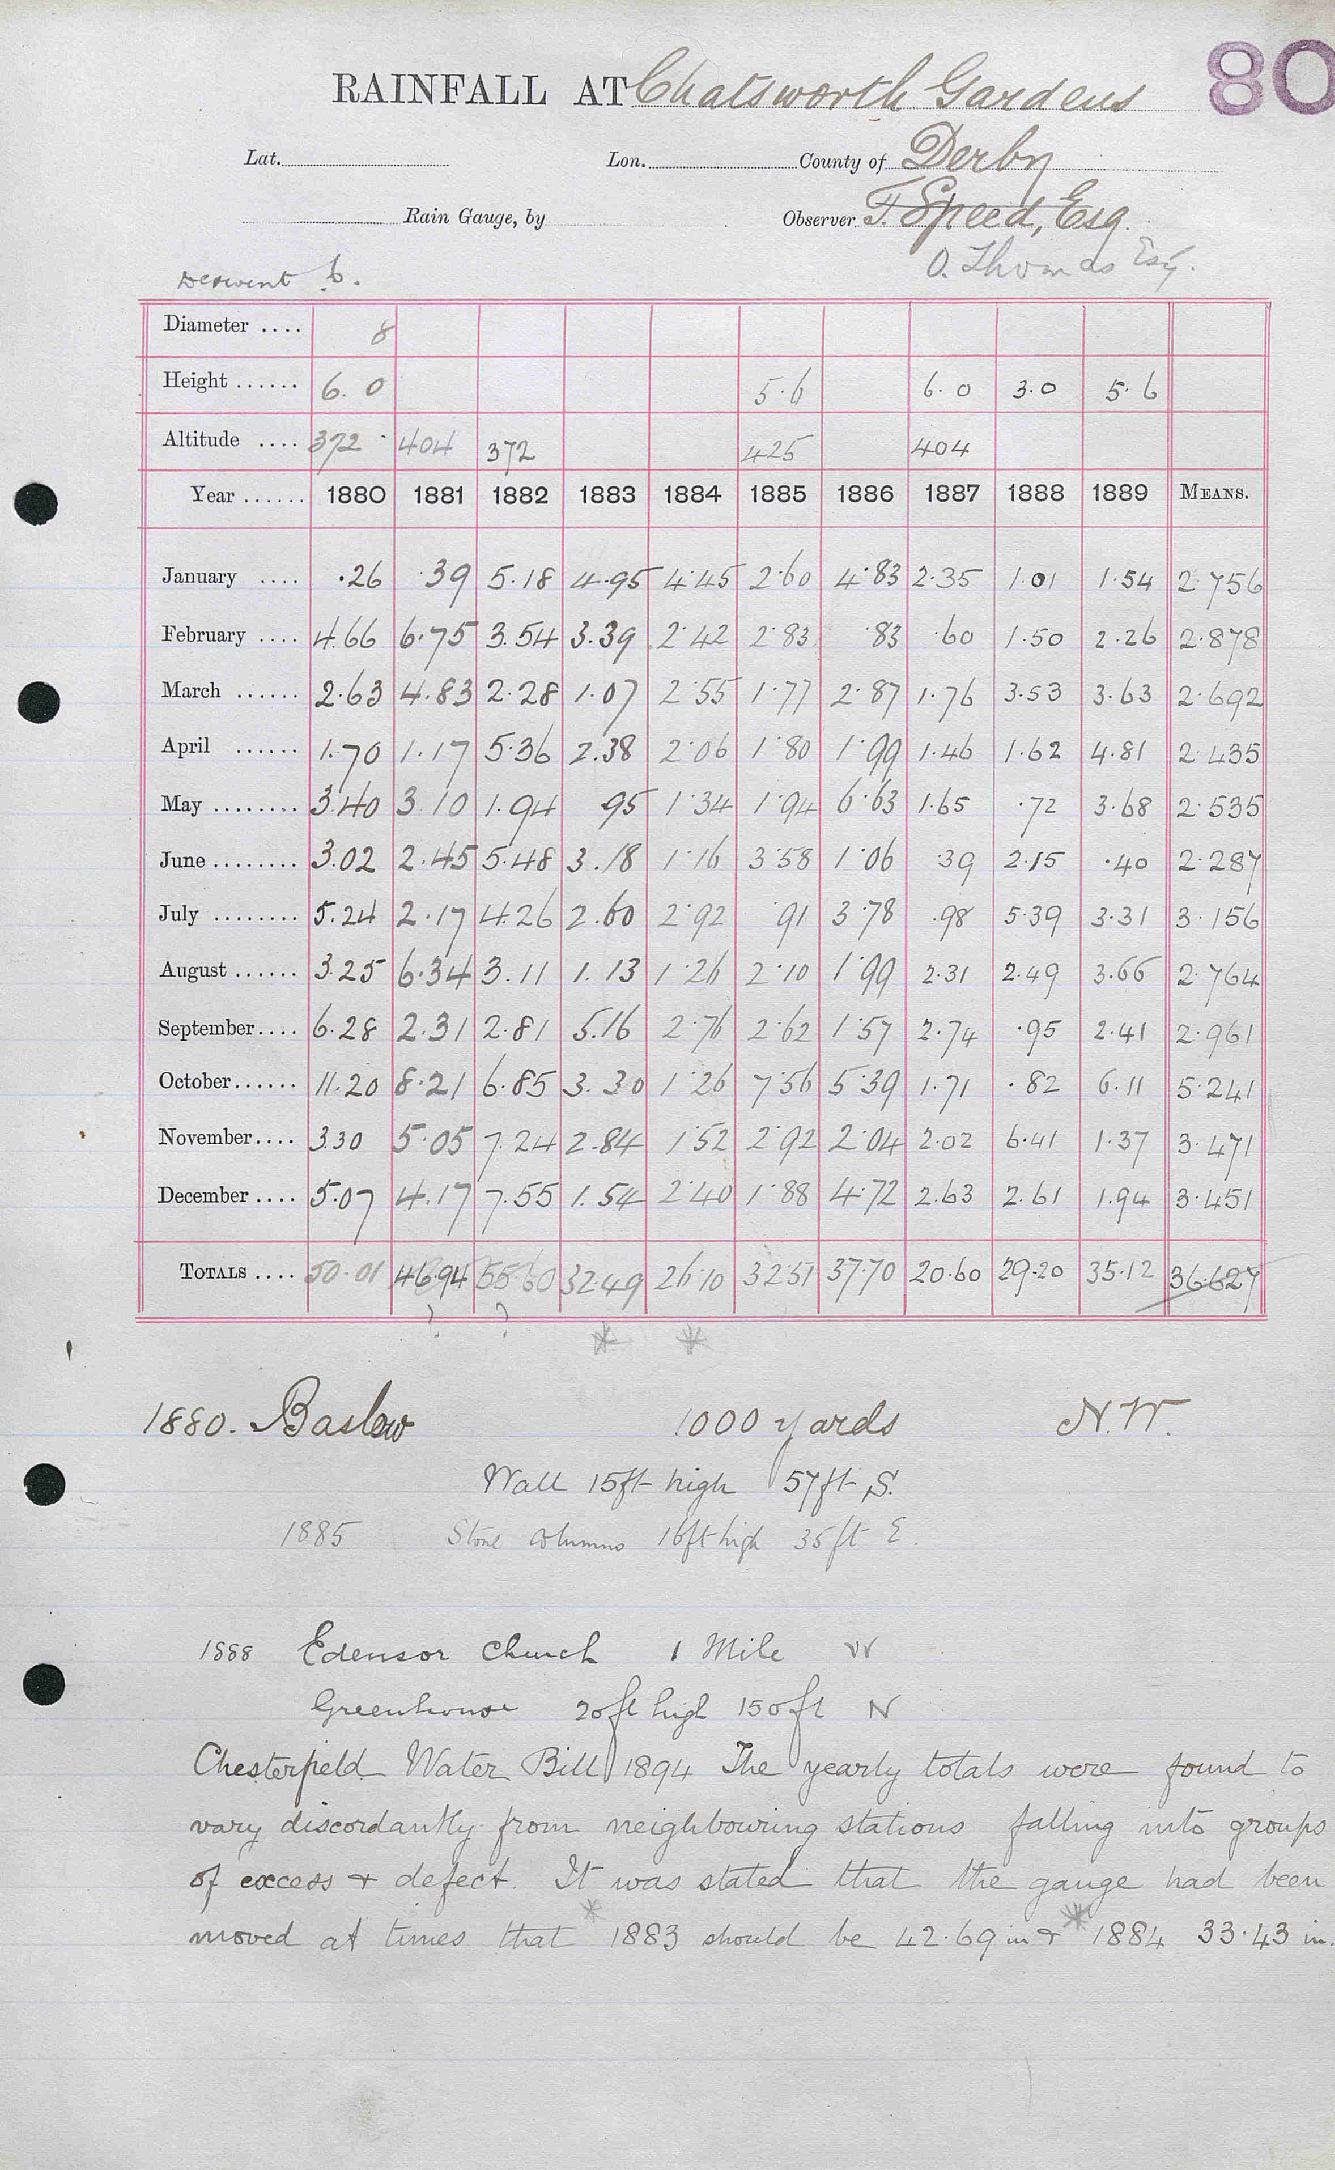 80
RAINFALL AT Chatsworth Gardens
Lat. Lon. County of Derby
Rain Gauge, by Observer T. Speed, Esq.
O. Thomas Esq.
Derwent 6.
Diameter .... 8
Height ...... 6.0 5.6 6.0 3.0 5.6
Altitude .... 372 404 372 425 404
Year ...... 1880 1881 1882 1883 1884 1885 1886 1887 1888 1889 MEANS.
January .... .26 .39 5.18 4.95 4.45 2.60 4.83 2.35 1.01 1.54 2.756
February .... 4.66 6.75 3.54 3.39 2.42 2.83 .83 .60 1.50 2.26 2.878
March ...... 2.63 4.83 2.28 1.07 2.55 1.77 2.87 1.76 3.53 3.63 2.692
April ...... 1.70 1.17 5.36 2.38 2.06 1.80 1.99 1.46 1.62 4.81 2.435
May ........ 3.40 3.10 1.94 95 1.34 1.94 6.63 1.65 .72 3.68 2.535
June ........ 3.02 2.45 5.48 3.18 1.16 3.58 1.06 .39 2.15 .40 2.287
July ........ 5.24 2.17 4.26 2.60 2.92 .91 3.78 .98 5.39 3.31 3.156
August ...... 3.25 6.34 3.11 1.13 1.26 2.10 1.99 2.31 2.49 3.66 2.764
September.... 6.28 2.31 2.81 5.16 2.76 2.62 1.57 2.74 .95 2.41 2.961
October...... 11.20 8.21 6.85 3.30 1.26 7.56 5.39 1.71 .82 6.11 5.241
November.... 3.30 5.05 7.24 2.84 1.52 2.92 2.04 2.02 6.41 1.37 3.471
December .... 5.07 4.17 7.55 1.54 2.40 1.88 4.72 2.63 2.61 1.94 3.451
TOTALS .... 50.01 46.94 55.60 32.49 26.10 32.51 37.70 20.60 29.20 35.12 36.627
? ? * *
1880. Baslow 1000 yards N.W.
Wall 15ft high 57ft S.
1885 Stone columns 16ft high 35ft E.
1888 Edensor Church 1 Mile W
Greenhouse 20ft high 150ft N
Chesterfield Water Bill 1894 The yearly totals were found to
vary discordantly from neighbouring stations falling into groups
of excess + defect. It was stated that the gauge had been
moved at times that * 1883 should be 42.69 in + * 1884 33.43 in.